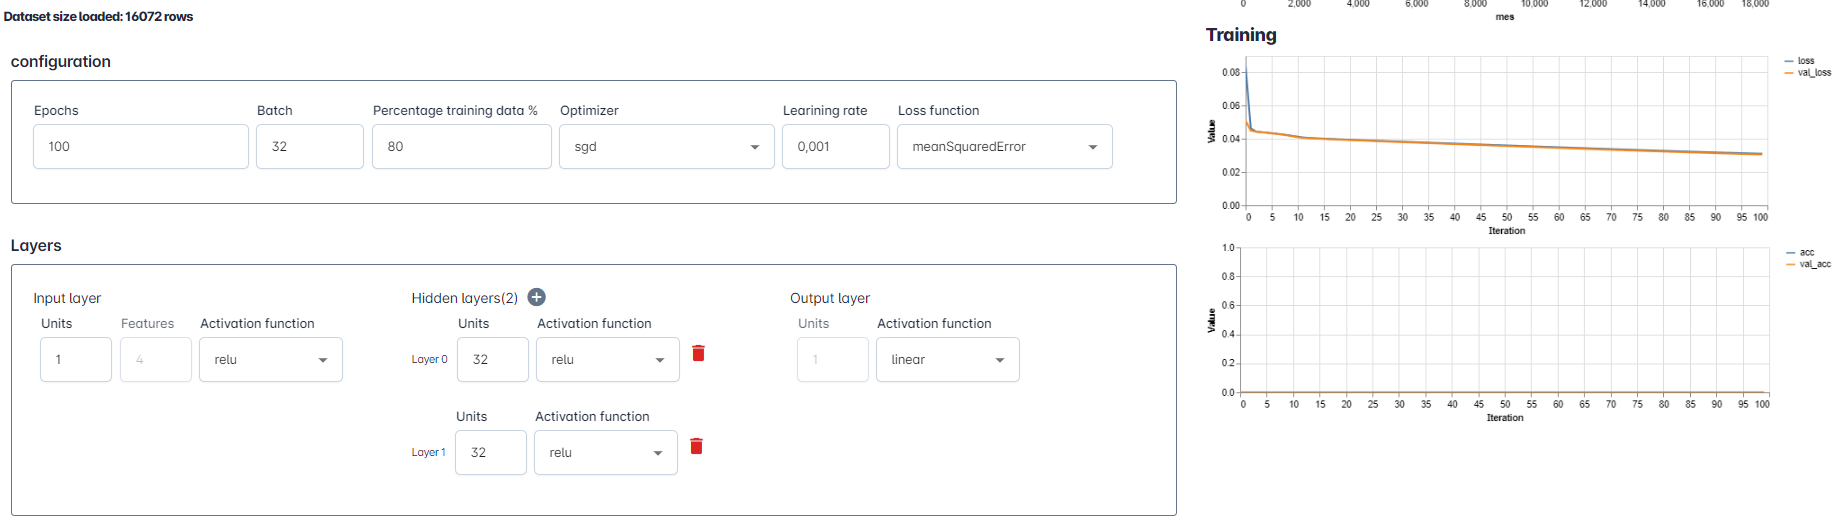 Dataset size loaded: 16072 rows
configuration
Epochs Batch Percentage training data % Optimizer Learining rate Loss function
100 32 80 sgd 0,001 meanSquaredError
Layers
Input layer
Units Features Activation function
1 4 relu
Hidden layers(2)
Units Activation function
Layer 0 32 relu
Units Activation function
Layer 1 32 relu
Output layer
Units Activation function
1 linear
0 2,000 4,000 6,000 8,000 10,000 12,000 14,000 16,000 18,000
mes
Training
loss
val_loss
Value
0.08
0.06
0.04
0.02
0.00
0 5 10 15 20 25 30 35 40 45 50 55 60 65 70 75 80 85 90 95 100
Iteration
acc
val_acc
Value
1.0
0.8
0.6
0.4
0.2
0.0
0 5 10 15 20 25 30 35 40 45 50 55 60 65 70 75 80 85 90 95 100
Iteration